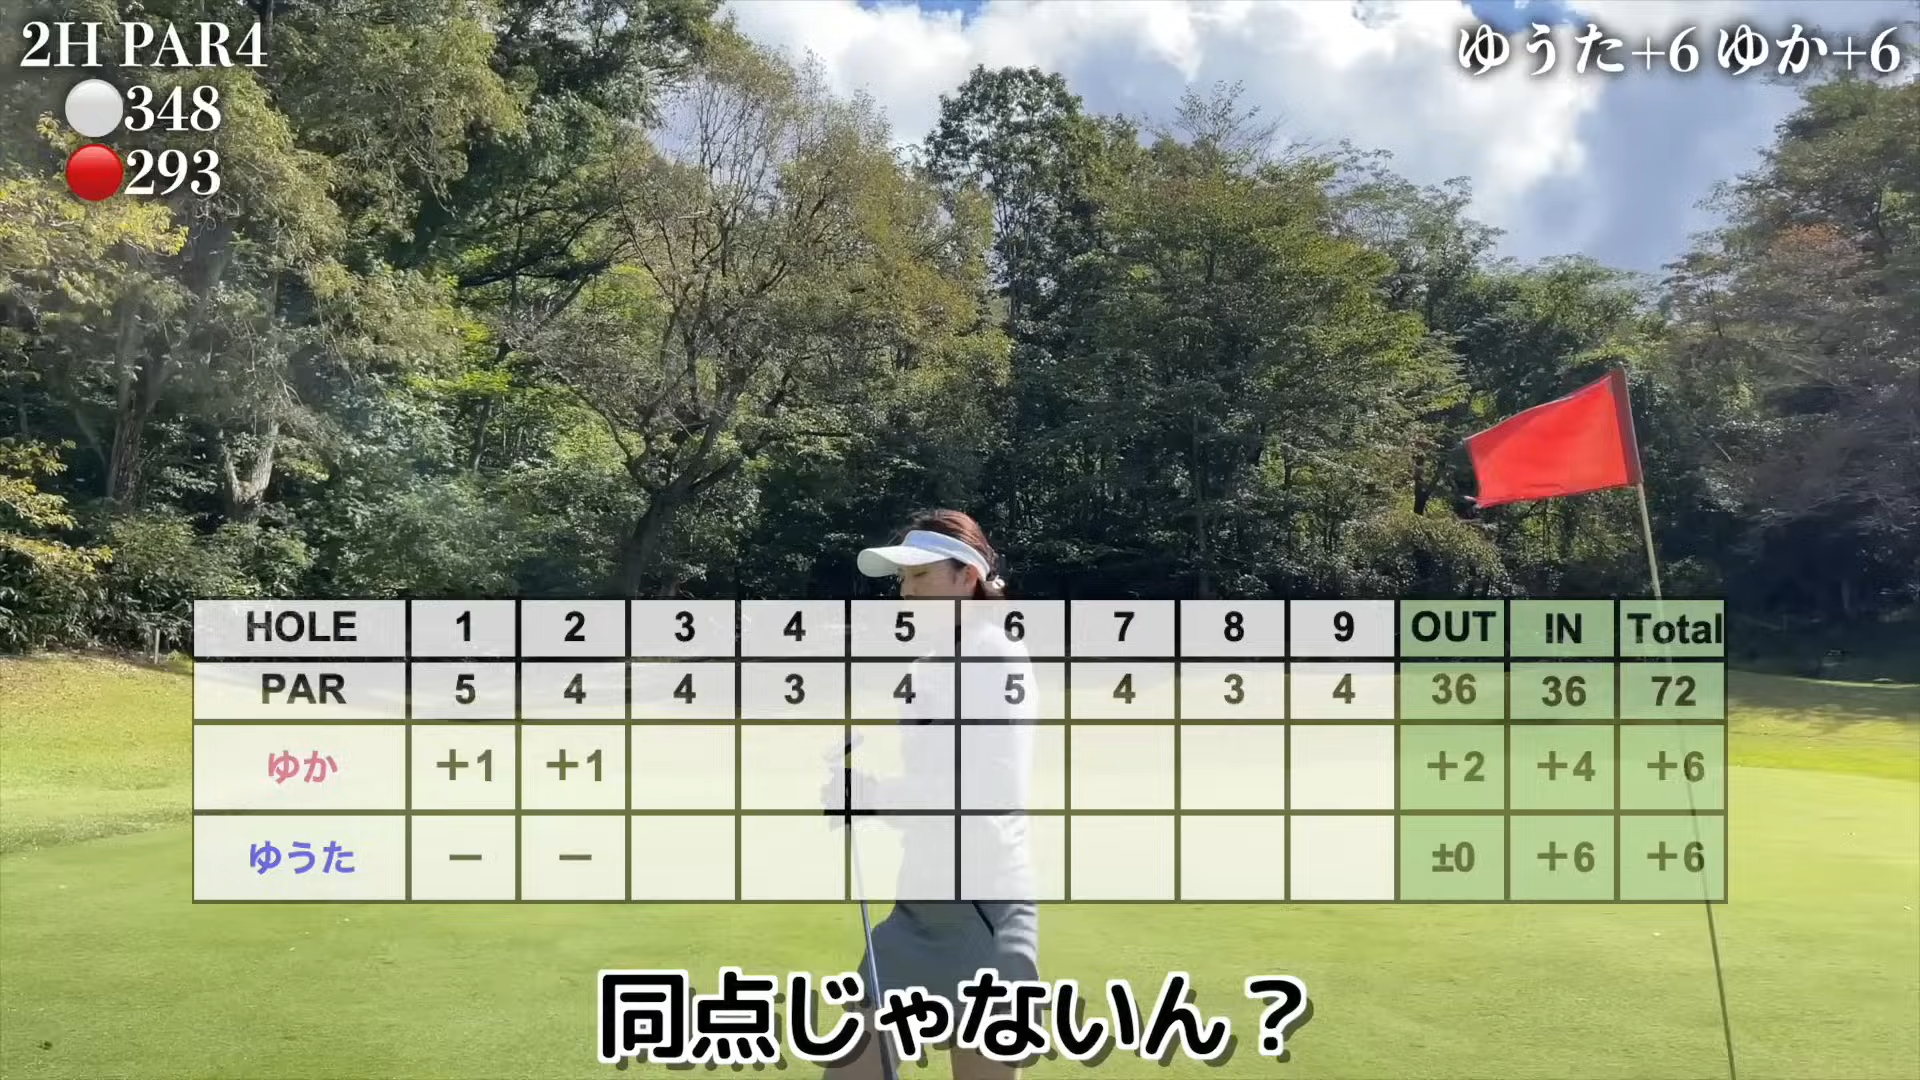 2H PAR4
348
293
ゆうた+6 ゆか+6
HOLE 1 2 3 4 5 6 7 8 9 OUT IN Total
PAR 5 4 4 3 4 5 4 3 4 36 36 72
ゆか +1 +1 +2 +4 +6
ゆうた － － ±0 +6 +6
同点じゃないん？